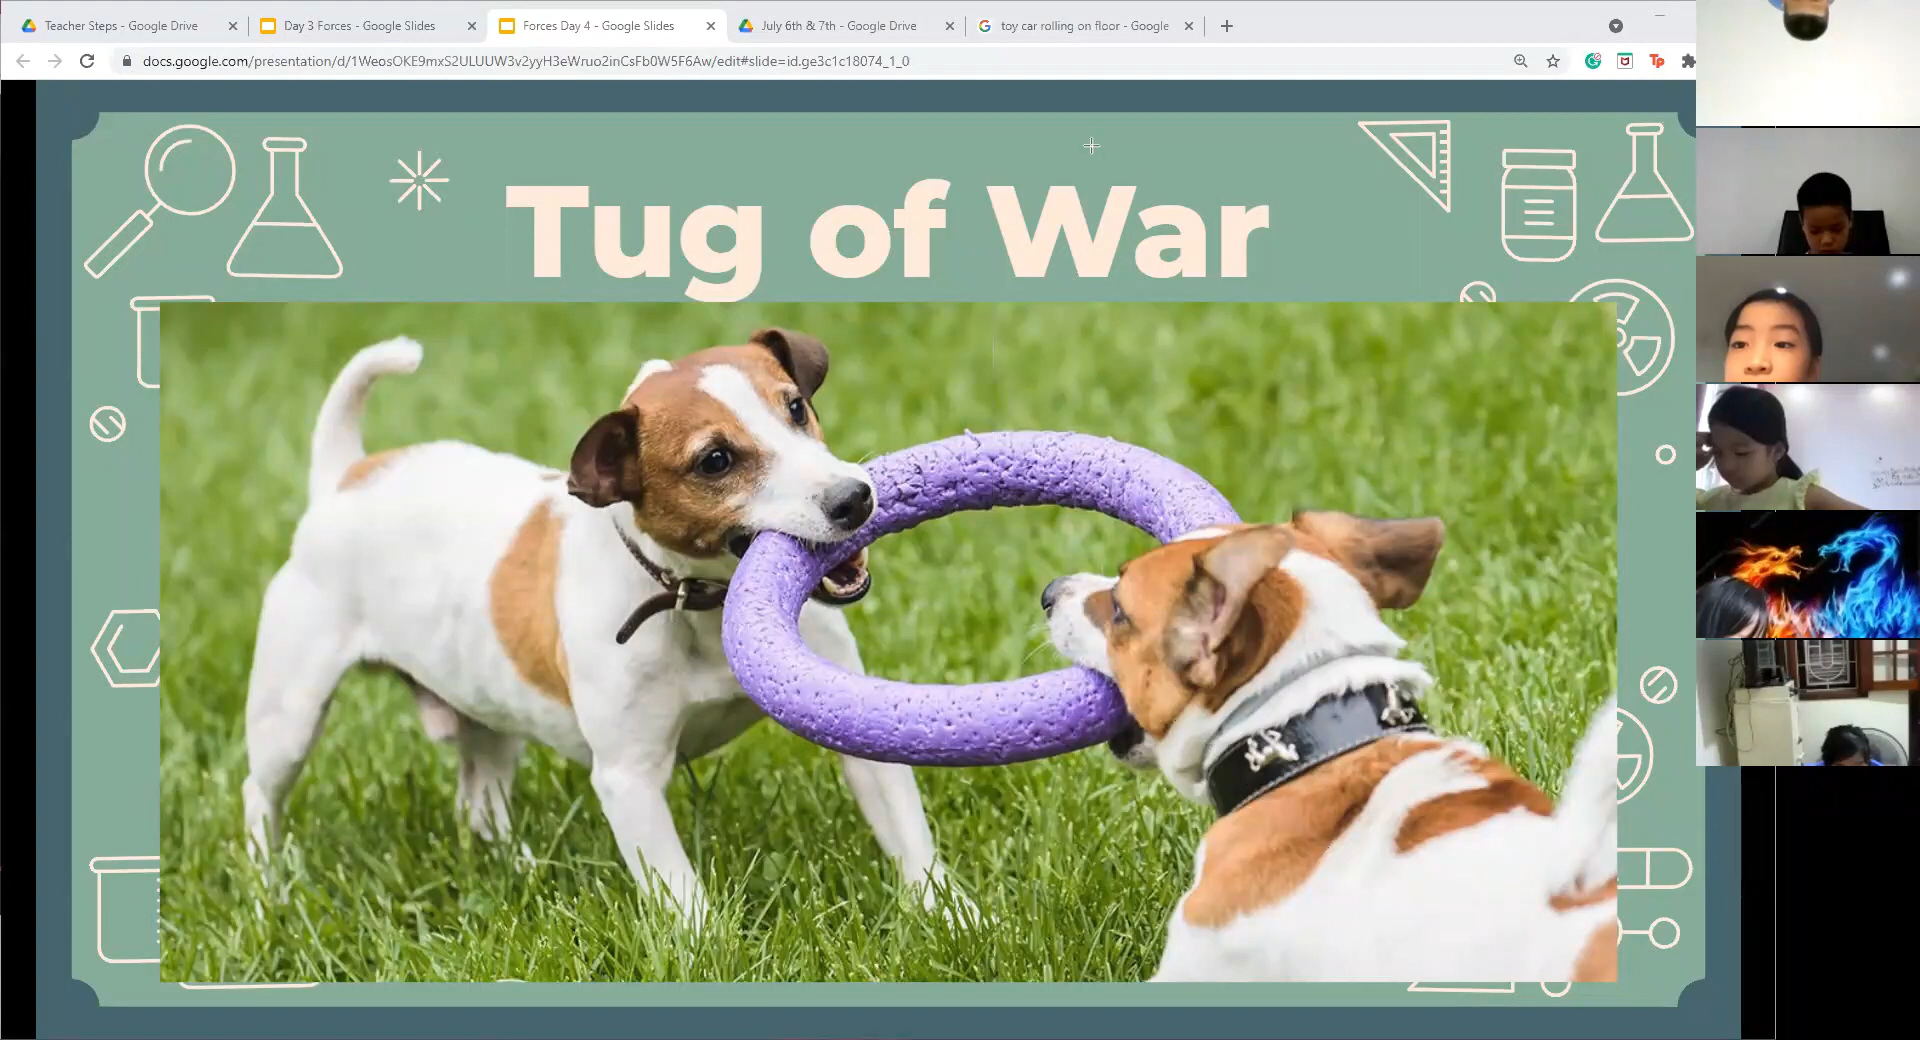 Teacher Steps - Google Drive
Day 3 Forces - Google Slides
Forces Day 4 - Google Slides
July 6th & 7th - Google Drive
toy car rolling on floor - Google
docs.google.com/presentation/d/1WeosOKE9mxS2ULUUW3v2yyH3eWruo2inCsFb0W5F6Aw/edit#slide=id.ge3c1c18074_1_0
Tp
Tug of War